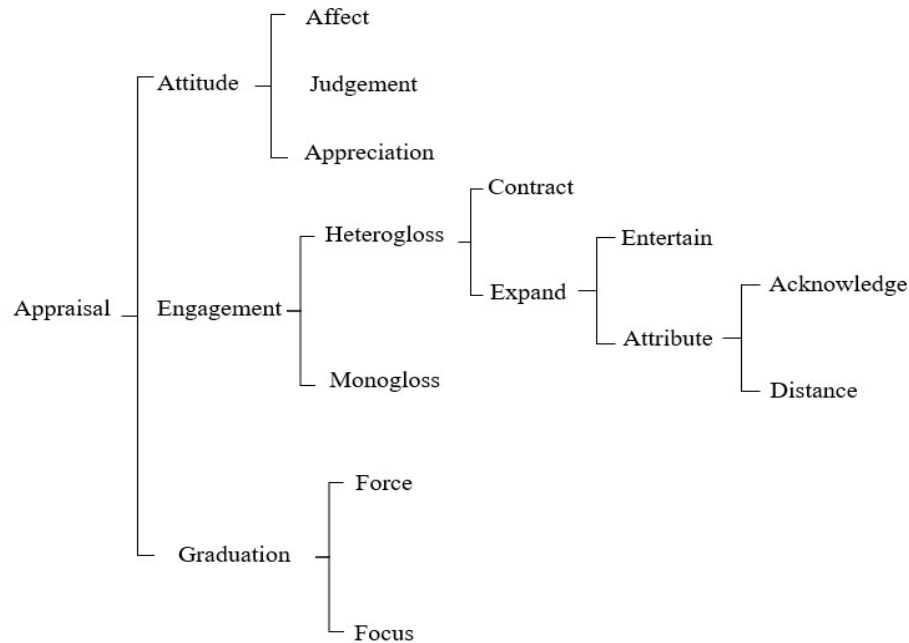 Affect
Attitude
Judgement
Appreciation
Contract
Heterogloss
Entertain
Expand
Acknowledge
Appraisal
Engagement
Attribute
Monogloss
Distance
Force
Graduation
Focus